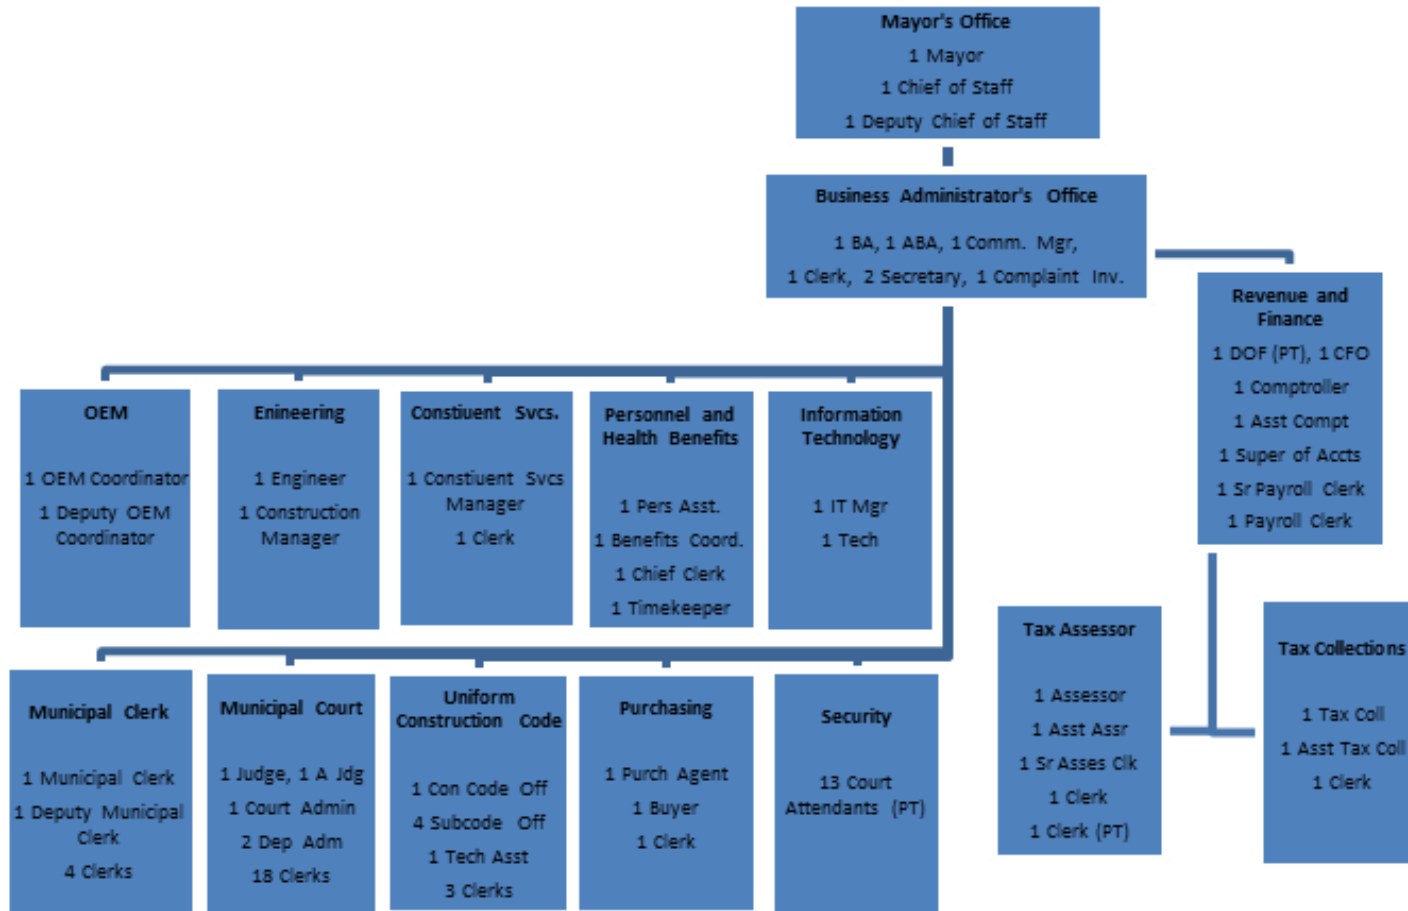 Mayor's Office
1 Mayor
1 Chief of Staff
1 Deputy Chief of Staff
Business Administrator's Office
1 BA, 1 ABA, 1 Comm. Mgr,
1 Clerk, 2 Secretary, 1 Complaint Inv.
Revenue and
Finance
1 DOF (PT), 1 CFO
1 Comptroller
1 Asst Compt
1 Super of Accts
1 Sr Payroll Clerk
1 Payroll Clerk
OEM
1 OEM Coordinator
1 Deputy OEM
Coordinator
Enineering
1 Engineer
1 Construction
Manager
Constiuent Svcs.
1 Constiuent Svcs
Manager
1 Clerk
Personnel and
Health Benefits
1 Pers Asst.
1 Benefits Coord.
1 Chief Clerk
1 Timekeeper
Information
Technology
1 IT Mgr
1 Tech
Tax Assessor
1 Assessor
1 Asst Assr
1 Sr Asses Clk
1 Clerk
1 Clerk (PT)
Tax Collections
1 Tax Coll
1 Asst Tax Coll
1 Clerk
Municipal Clerk
1 Municipal Clerk
1 Deputy Municipal
Clerk
4 Clerks
Municipal Court
1 Judge, 1 A Jdg
1 Court Admin
2 Dep Adm
18 Clerks
Uniform
Construction Code
1 Con Code Off
4 Subcode Off
1 Tech Asst
3 Clerks
Purchasing
1 Purch Agent
1 Buyer
1 Clerk
Security
13 Court
Attendants (PT)